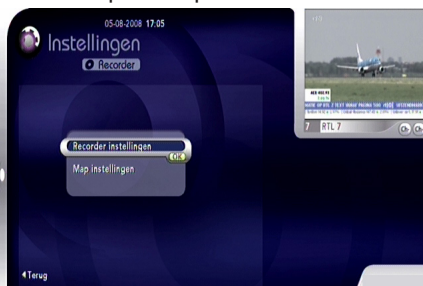 05-08-2008 17:05
Instellingen
Recorder
Recorder instellingen
OK
Map instellingen
Terug
7 RTL 7